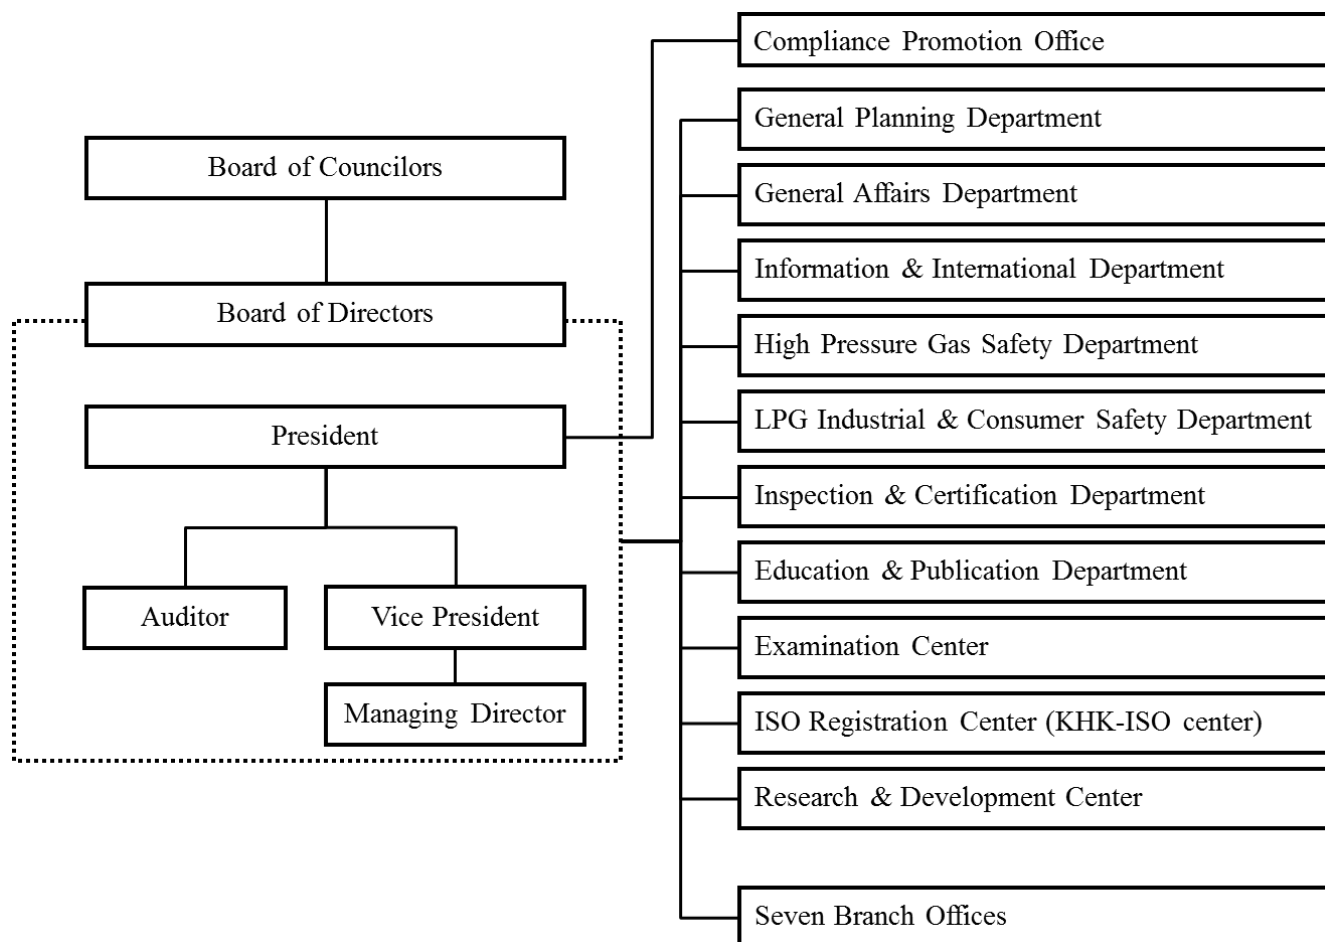 Board of Councilors
Board of Directors
President
Auditor
Vice President
Managing Director
Compliance Promotion Office
General Planning Department
General Affairs Department
Information & International Department
High Pressure Gas Safety Department
LPG Industrial & Consumer Safety Department
Inspection & Certification Department
Education & Publication Department
Examination Center
ISO Registration Center (KHK-ISO center)
Research & Development Center
Seven Branch Offices